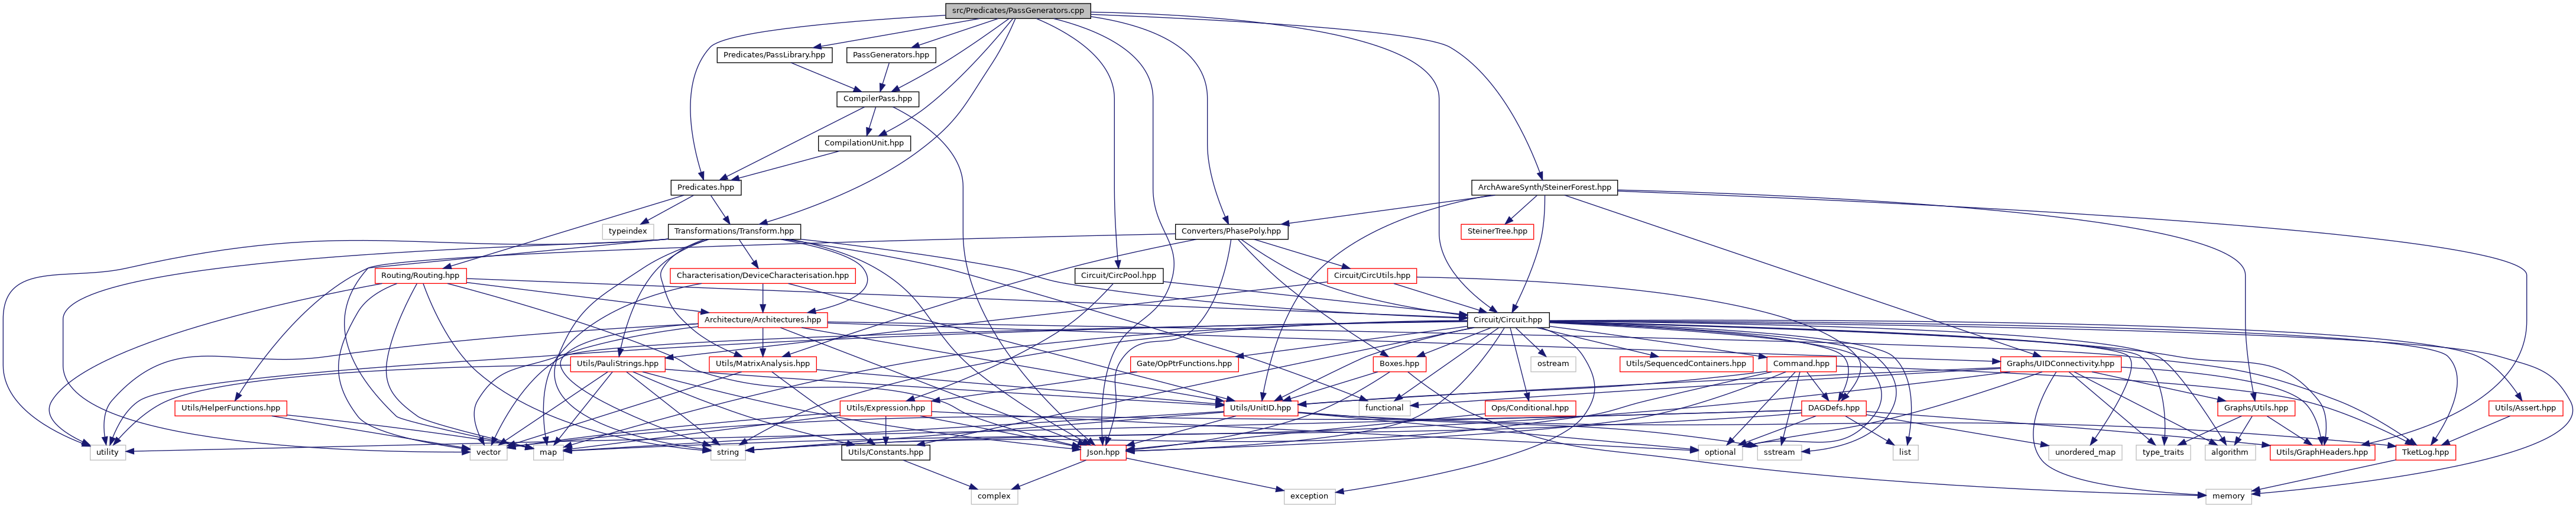 src/Predicates/PassGenerators.cpp
Predicates/PassLibrary.hpp
PassGenerators.hpp
CompilerPass.hpp
CompilationUnit.hpp
Predicates.hpp
ArchAwareSynth/SteinerForest.hpp
typeindex
Transformations/Transform.hpp
Converters/PhasePoly.hpp
SteinerTree.hpp
Routing/Routing.hpp
Characterisation/DeviceCharacterisation.hpp
Circuit/CircPool.hpp
Circuit/CircUtils.hpp
Architecture/Architectures.hpp
Circuit/Circuit.hpp
Utils/PauliStrings.hpp
Utils/MatrixAnalysis.hpp
Gate/OpPtrFunctions.hpp
Boxes.hpp
ostream
Utils/SequencedContainers.hpp
Command.hpp
Graphs/UIDConnectivity.hpp
Utils/HelperFunctions.hpp
Utils/Expression.hpp
Utils/UnitID.hpp
functional
Ops/Conditional.hpp
DAGDefs.hpp
Graphs/Utils.hpp
Utils/Assert.hpp
utility
vector
map
string
Utils/Constants.hpp
Json.hpp
optional
sstream
list
unordered_map
type_traits
algorithm
Utils/GraphHeaders.hpp
TketLog.hpp
complex
exception
memory